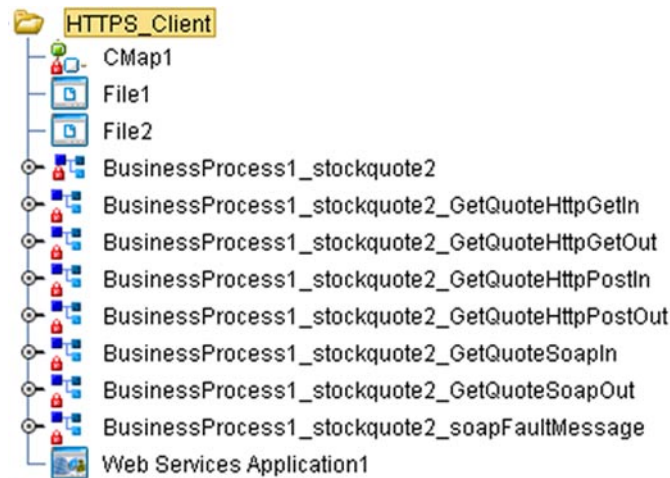 HTTPS_Client
CMap1
File1
File2
BusinessProcess1_stockquote2
BusinessProcess1_stockquote2_GetQuoteHttpGetIn
BusinessProcess1_stockquote2_GetQuoteHttpGetOut
BusinessProcess1_stockquote2_GetQuoteHttpPostIn
BusinessProcess1_stockquote2_GetQuoteHttpPostOut
BusinessProcess1_stockquote2_GetQuoteSoapIn
BusinessProcess1_stockquote2_GetQuoteSoapOut
BusinessProcess1_stockquote2_soapFaultMessage
Web Services Application1